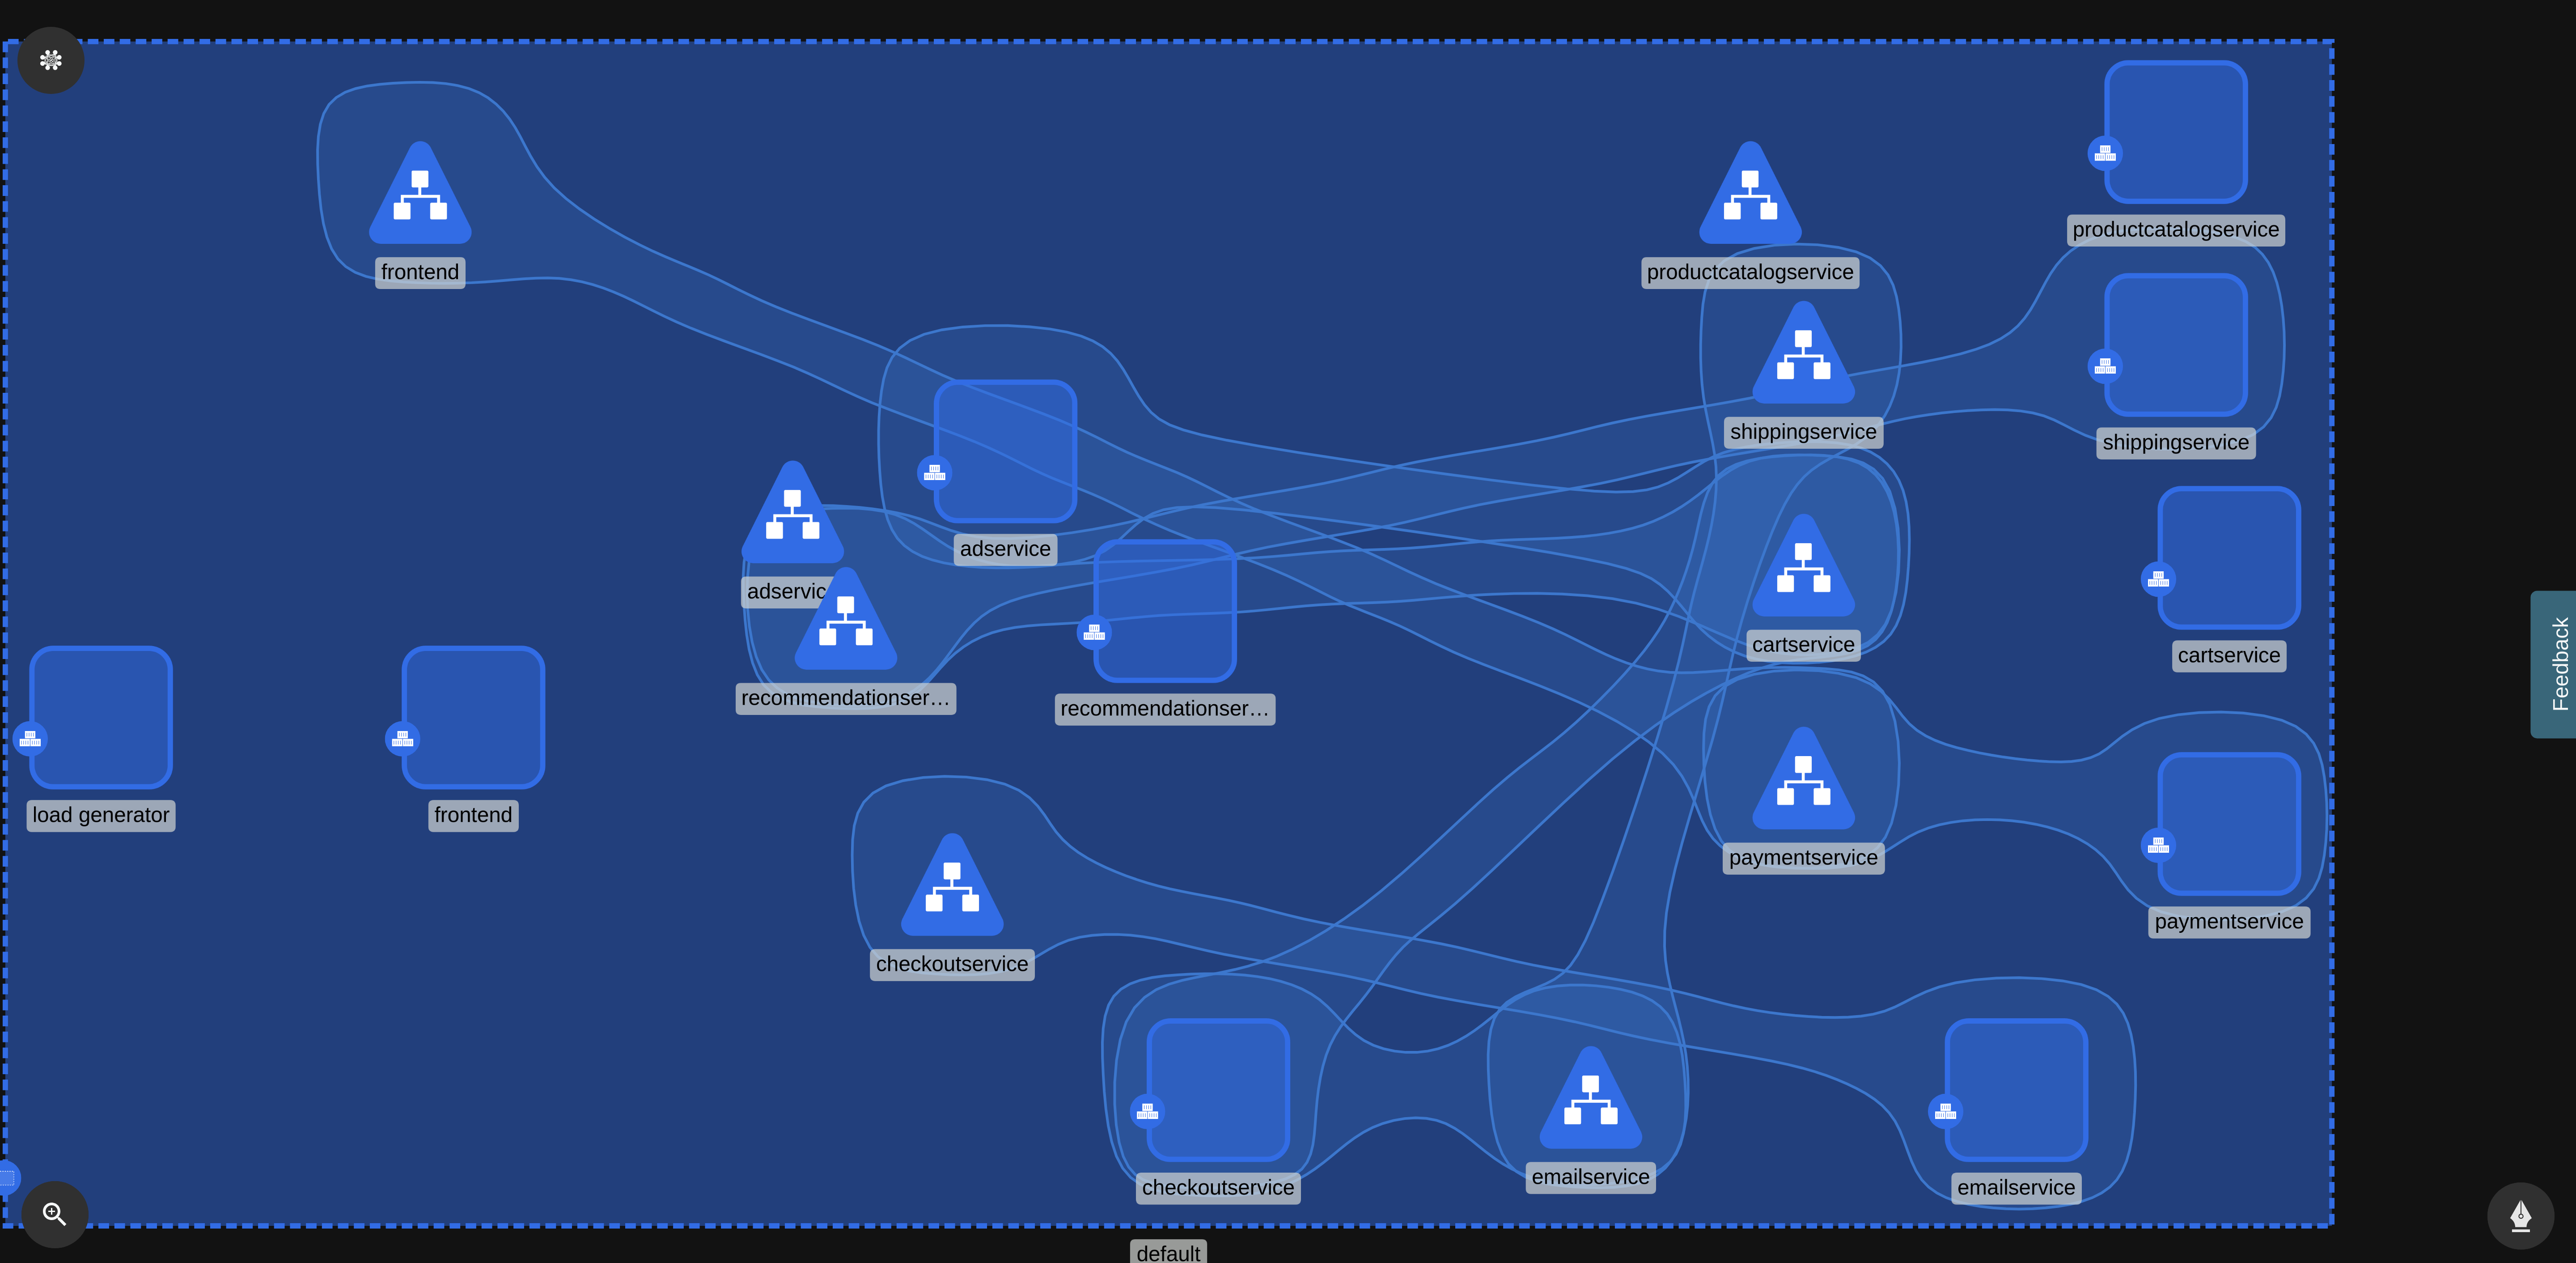 productcatalogservice
frontend
productcatalogservice
shippingservice
shippingservice
adservice
adservic
cartservice
cartservice
recommendationser…
recommendationser…
Feedback
load generator
frontend
paymentservice
paymentservice
checkoutservice
emailservice
checkoutservice
emailservice
default